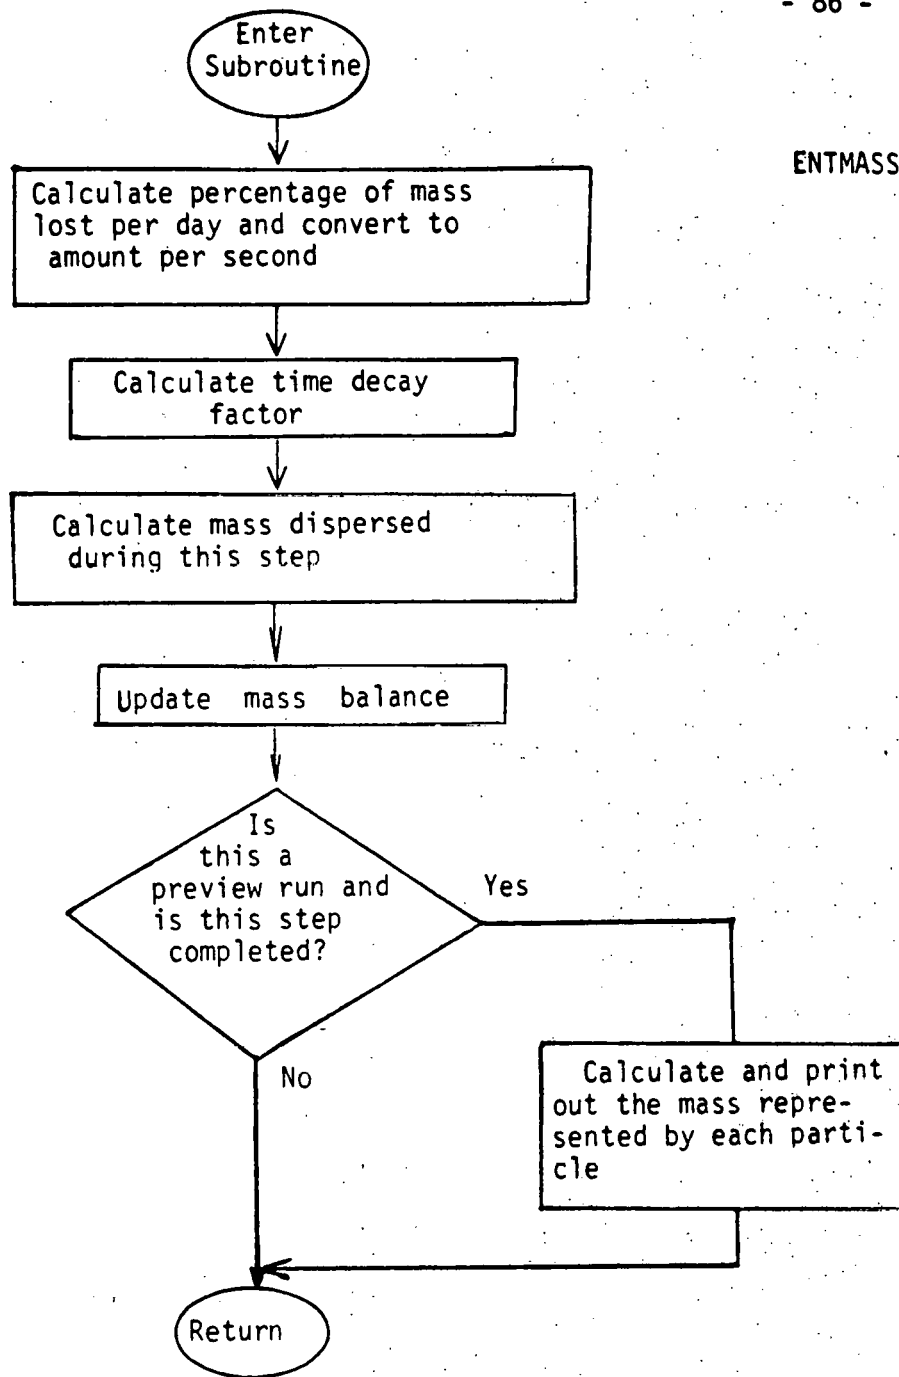 - 86 -
Enter
Subroutine
ENTMASS
Calculate percentage of mass
lost per day and convert to
amount per second
Calculate time decay
factor
Calculate mass dispersed
during this step
Update mass balance
Is
this a
preview run and
is this step
completed?
Yes
No
Calculate and print
out the mass repre-
sented by each parti-
cle
Return